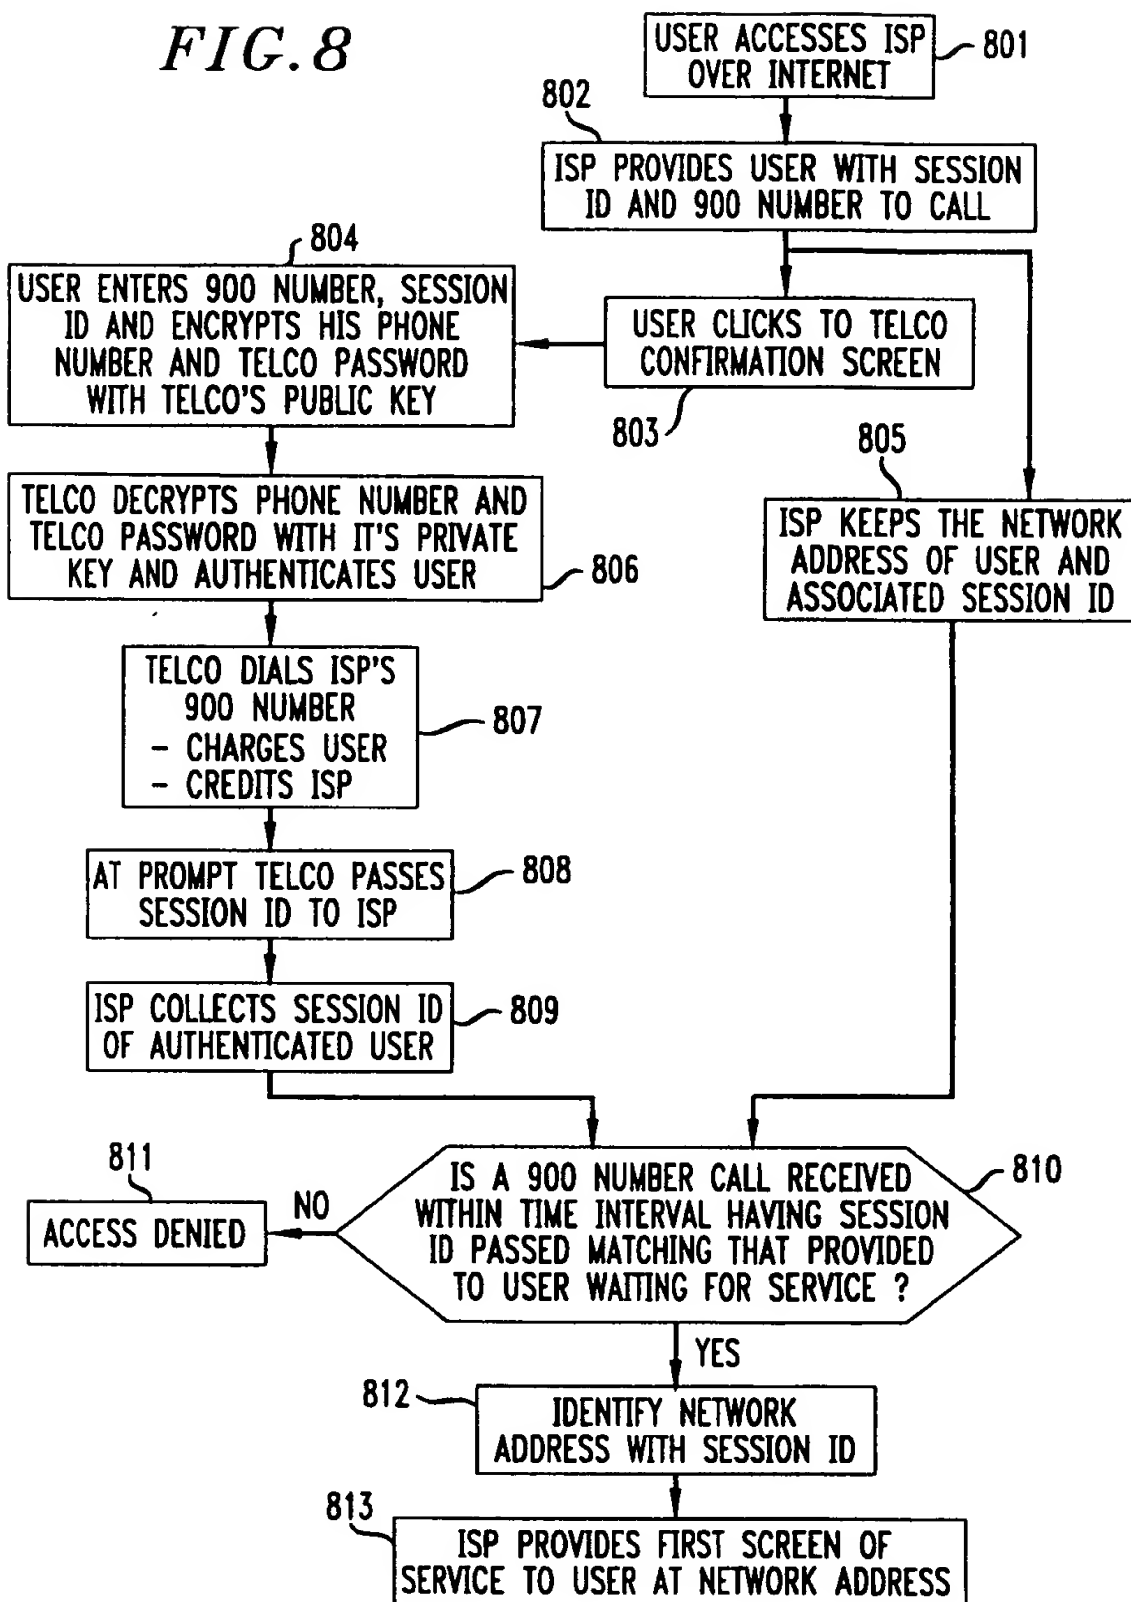 FIG. 8
USER ACCESSES ISP
OVER INTERNET
801
802
ISP PROVIDES USER WITH SESSION
ID AND 900 NUMBER TO CALL
804
USER ENTERS 900 NUMBER, SESSION
ID AND ENCRYPTS HIS PHONE
NUMBER AND TELCO PASSWORD
WITH TELCO'S PUBLIC KEY
USER CLICKS TO TELCO
CONFIRMATION SCREEN
803
805
ISP KEEPS THE NETWORK
ADDRESS OF USER AND
ASSOCIATED SESSION ID
TELCO DECRYPTS PHONE NUMBER AND
TELCO PASSWORD WITH IT'S PRIVATE
KEY AND AUTHENTICATES USER
806
TELCO DIALS ISP'S
900 NUMBER
- CHARGES USER
- CREDITS ISP
807
AT PROMPT TELCO PASSES
SESSION ID TO ISP
808
ISP COLLECTS SESSION ID
OF AUTHENTICATED USER
809
IS A 900 NUMBER CALL RECEIVED
WITHIN TIME INTERVAL HAVING SESSION
ID PASSED MATCHING THAT PROVIDED
TO USER WAITING FOR SERVICE ?
810
811
NO
ACCESS DENIED
YES
812
IDENTIFY NETWORK
ADDRESS WITH SESSION ID
813
ISP PROVIDES FIRST SCREEN OF
SERVICE TO USER AT NETWORK ADDRESS